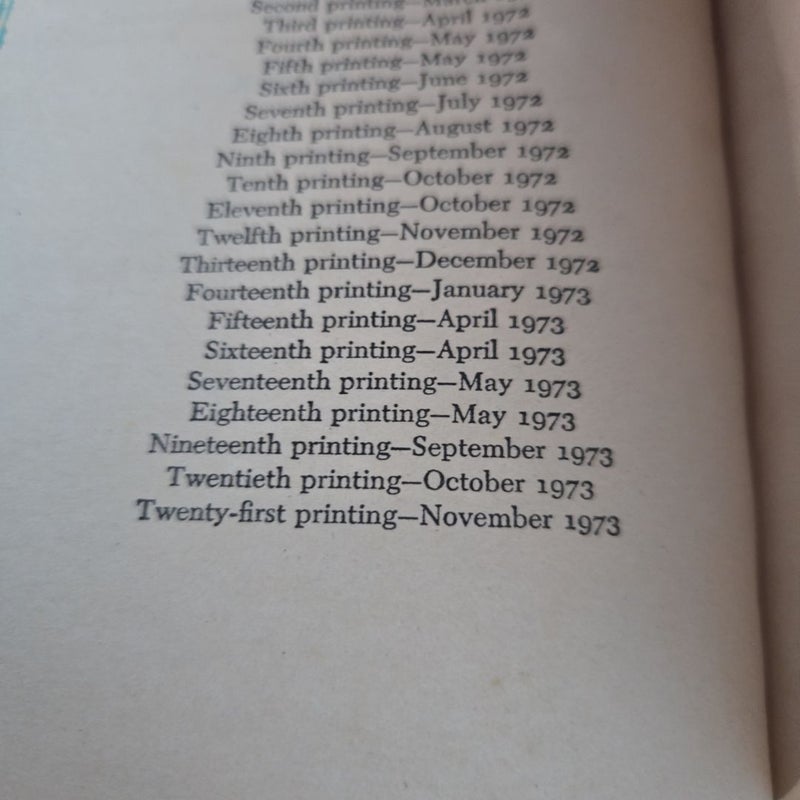 Second printing—March
Third printing—April 1972
Fourth printing—May 1972
Fifth printing—May 1972
Sixth printing—June 1972
Seventh printing—July 1972
Eighth printing—August 1972
Ninth printing—September 1972
Tenth printing—October 1972
Eleventh printing—October 1972
Twelfth printing—November 1972
Thirteenth printing—December 1972
Fourteenth printing—January 1973
Fifteenth printing—April 1973
Sixteenth printing—April 1973
Seventeenth printing—May 1973
Eighteenth printing—May 1973
Nineteenth printing—September 1973
Twentieth printing—October 1973
Twenty-first printing—November 1973